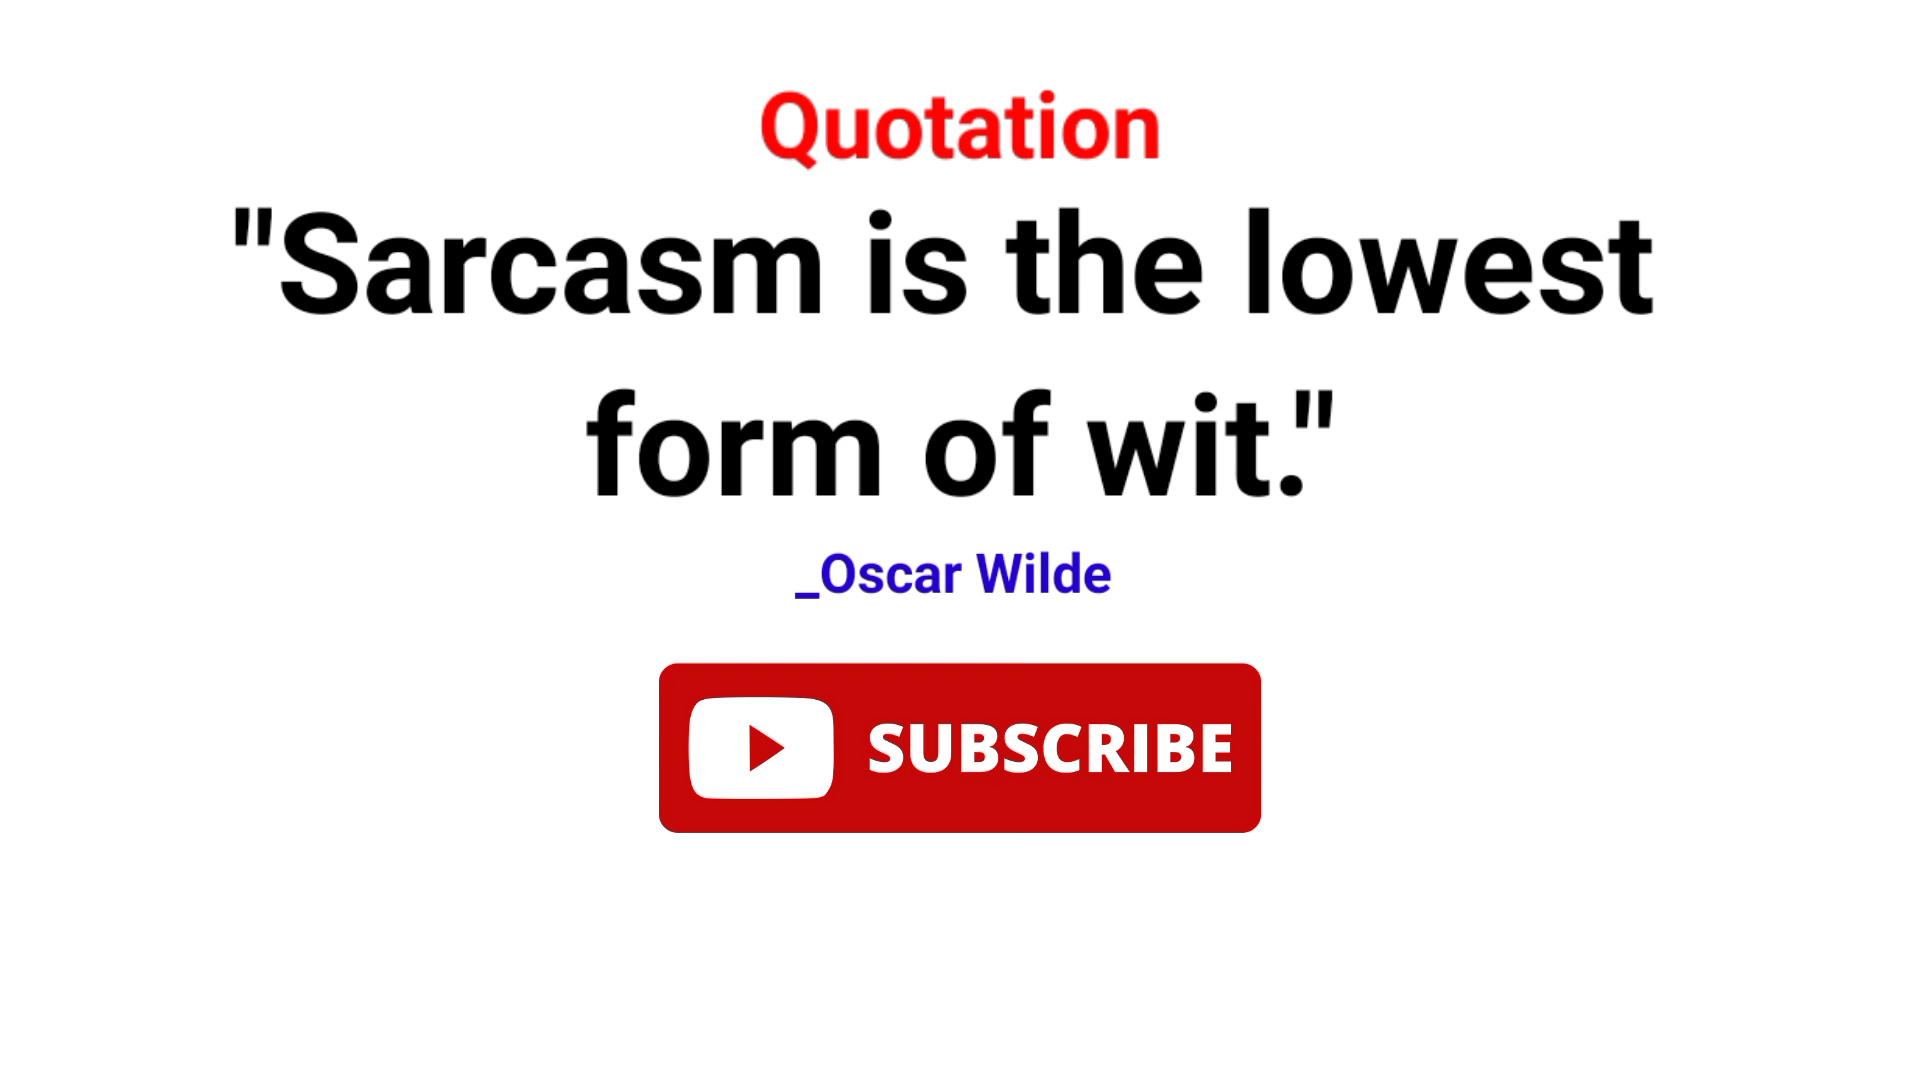 Quotation
"Sarcasm is the lowest
form of wit."
_Oscar Wilde
SUBSCRIBE